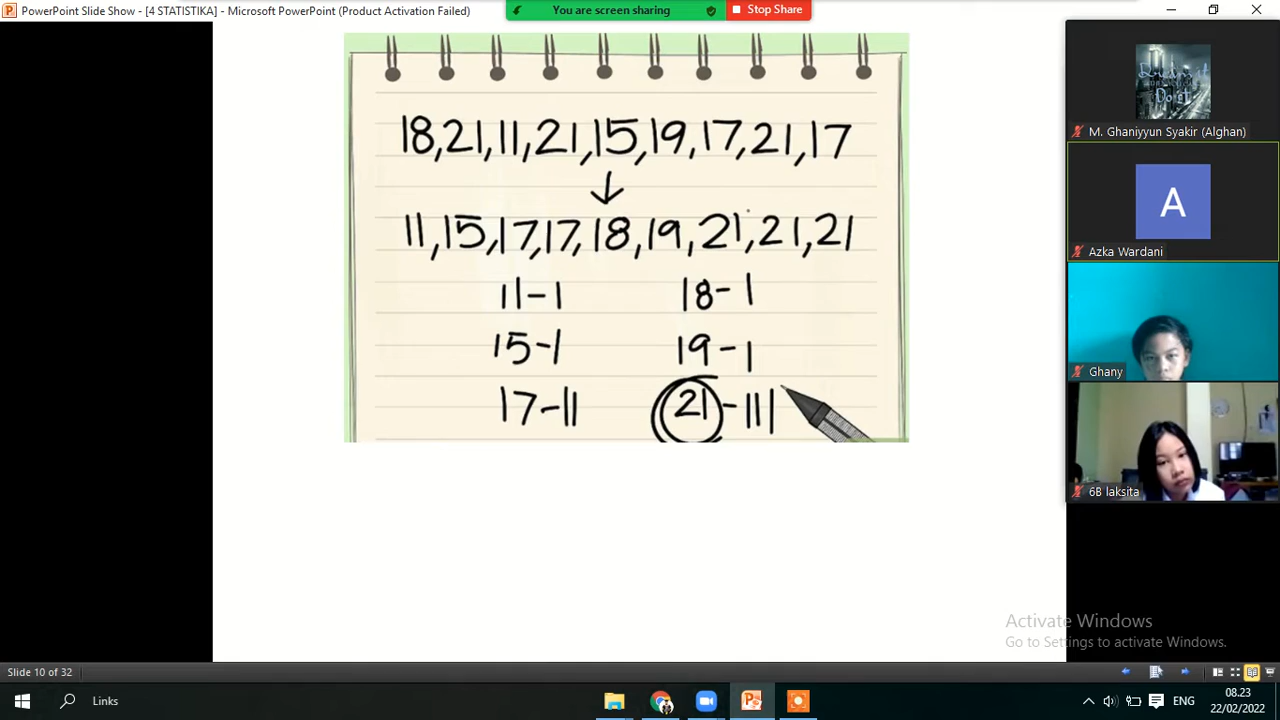 PowerPoint Slide Show - [4 STATISTIKA] - Microsoft PowerPoint (Product Activation Failed)
You are screen sharing
Stop Share
18,21,11,21,15,19,17,21,17
11,15,17,17,18,19,21,21,21
11-1 18-1
15-1 19-1
17-11 21-111
M. Ghaniyyun Syakir (Alghan)
A
Azka Wardani
Ghany
6B laksita
Activate Windows
Go to Settings to activate Windows.
Slide 10 of 32
Links
ENG
08.23
22/02/2022